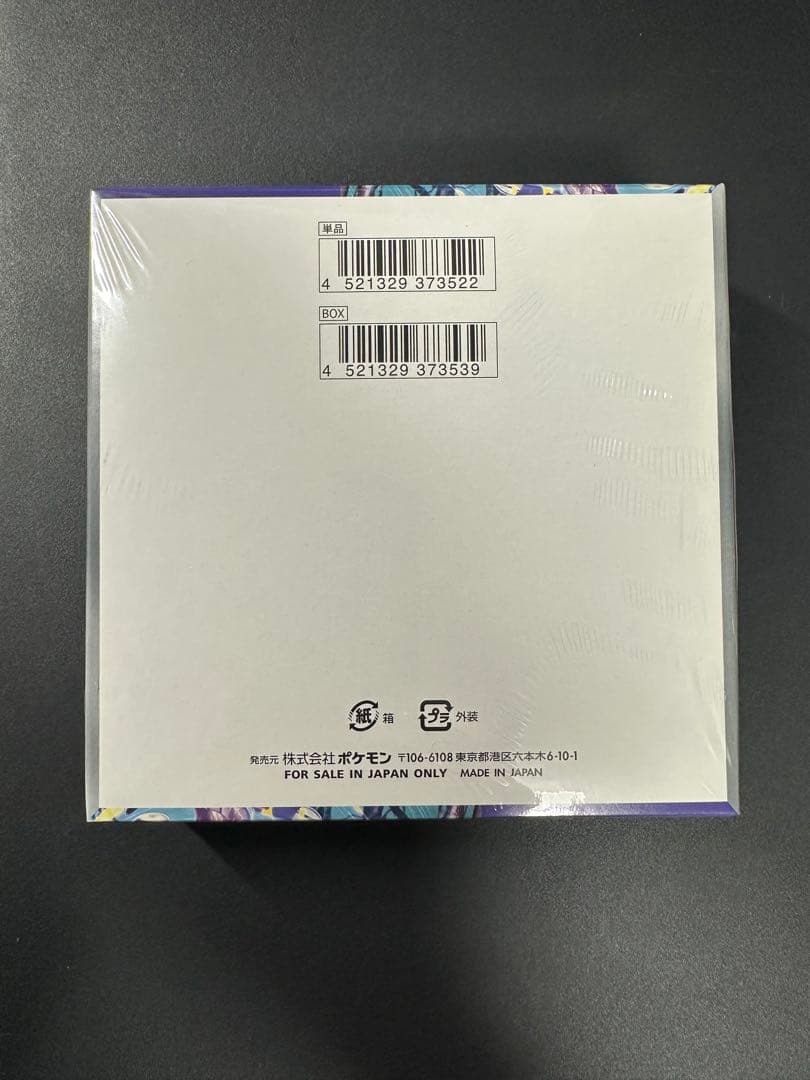 単品
4 521329 373522
BOX
4 521329 373539
紙 箱 プラ 外装
発売元 株式会社 ポケモン 〒106-6108 東京都港区六本木6-10-1
FOR SALE IN JAPAN ONLY MADE IN JAPAN